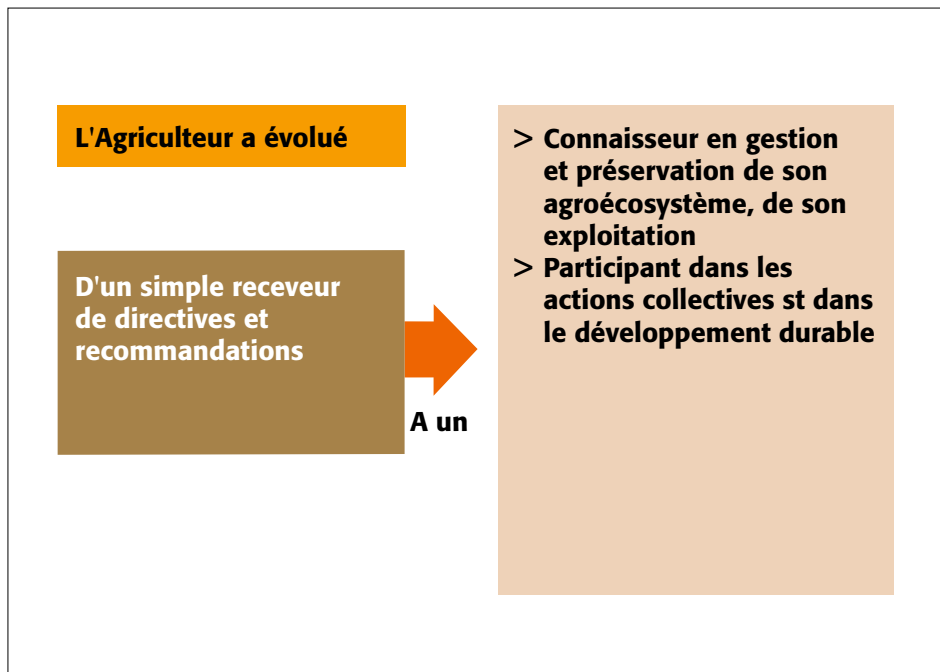 L'Agriculteur a évolué
D'un simple receveur
de directives et
recommandations
A un
> Connaisseur en gestion
et préservation de son
agroécosystème, de son
exploitation
> Participant dans les
actions collectives st dans
le développement durable